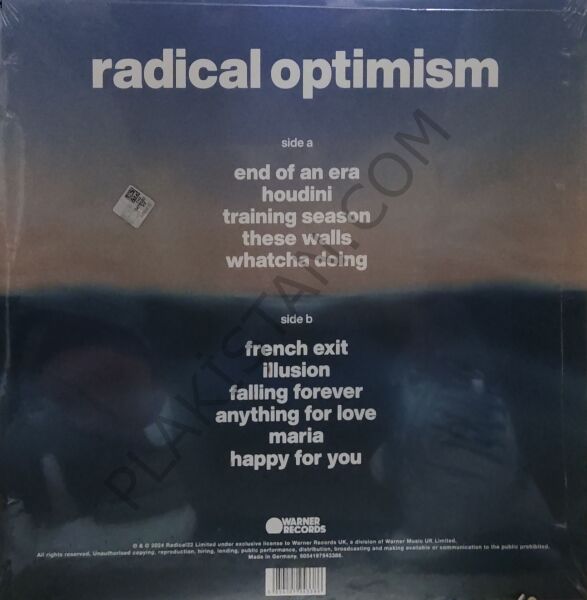 radical optimism
side a
end of an era
houdini
training season
these walls
whatcha doing
side b
french exit
illusion
falling forever
anything for love
maria
happy for you
WARNER
RECORDS
℗ & © 2024 Radical22 Limited under exclusive license to Warner Records UK, a division of Warner Music UK Limited.
All rights reserved. Unauthorised copying, reproduction, hiring, lending, public performance, distribution, broadcasting and making available or communication to the public prohibited.
Made in Germany. 5054197943386.
PLAKİSTAN.COM